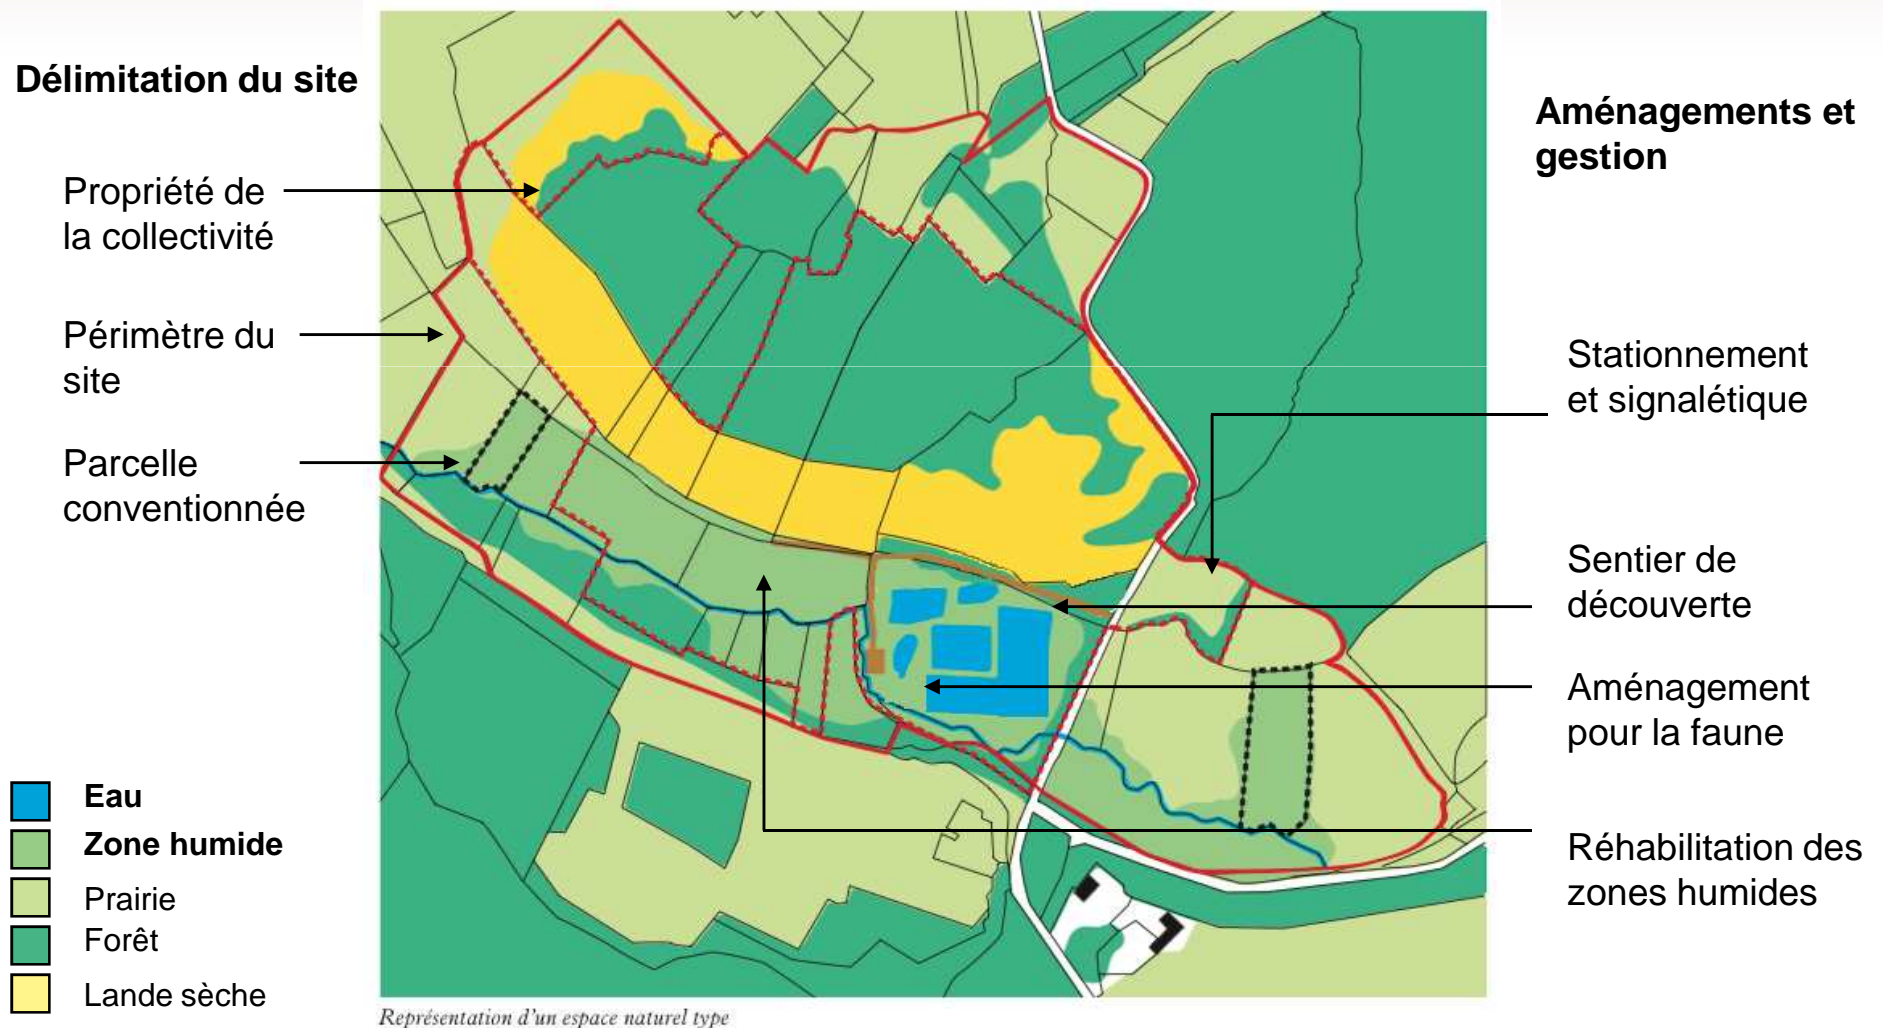 Délimitation du site
Propriété de
la collectivité
Périmètre du
site
Parcelle
conventionnée
Eau
Zone humide
Prairie
Forêt
Lande sèche
Représentation d'un espace naturel type
Aménagements et
gestion
Stationnement
et signalétique
Sentier de
découverte
Aménagement
pour la faune
Réhabilitation des
zones humides